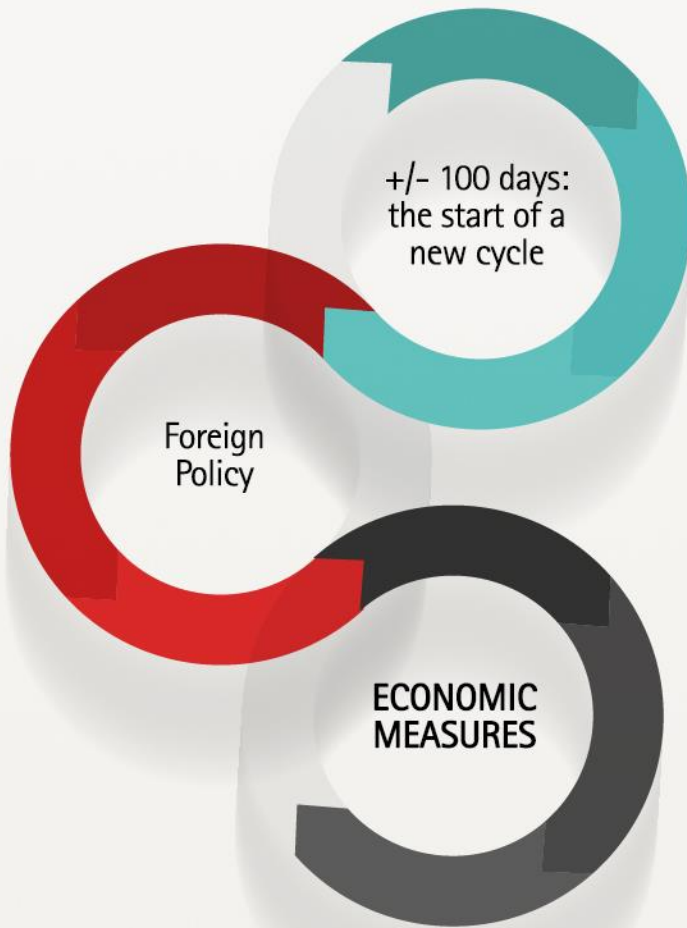 +/- 100 days:
the start of a
new cycle
Foreign
Policy
ECONOMIC
MEASURES